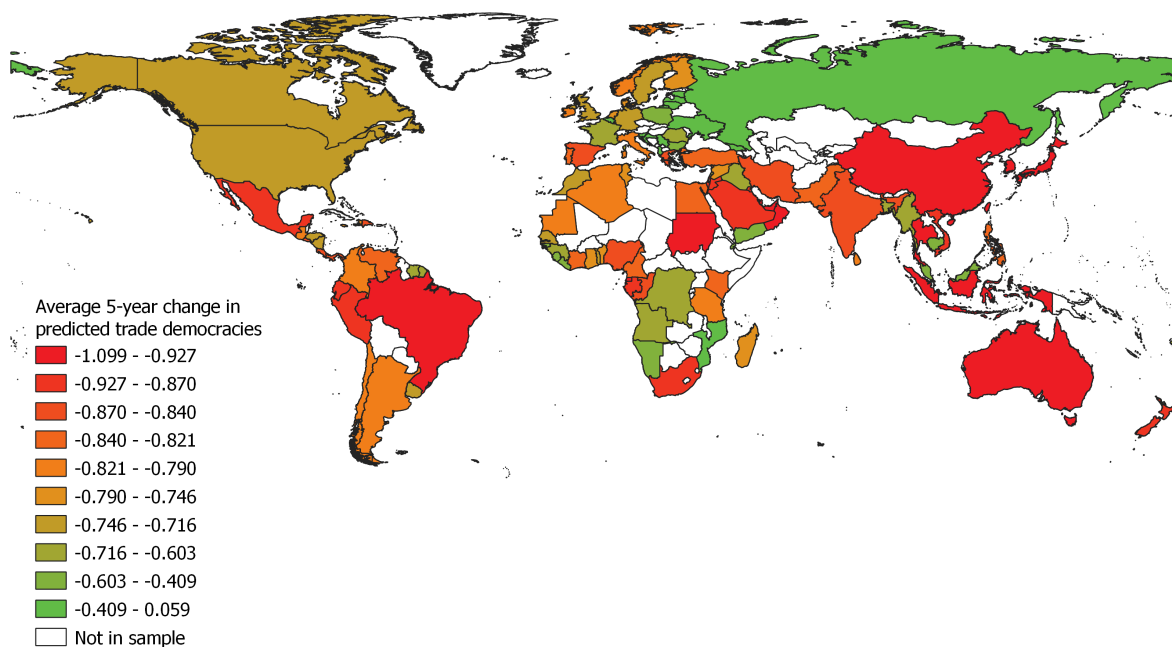 Average 5-year change in
predicted trade democracies
-1.099 - -0.927
-0.927 - -0.870
-0.870 - -0.840
-0.840 - -0.821
-0.821 - -0.790
-0.790 - -0.746
-0.746 - -0.716
-0.716 - -0.603
-0.603 - -0.409
-0.409 - 0.059
Not in sample